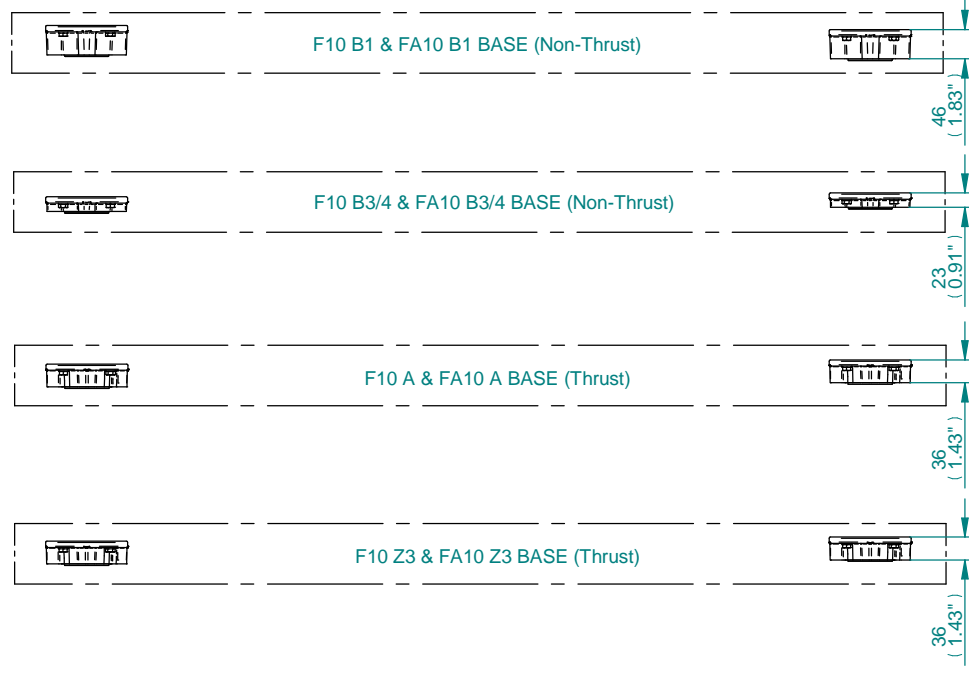 F10 B1 & FA10 B1 BASE (Non-Thrust)
46
( 1.83" )
F10 B3/4 & FA10 B3/4 BASE (Non-Thrust)
23
( 0.91" )
F10 A & FA10 A BASE (Thrust)
36
( 1.43" )
F10 Z3 & FA10 Z3 BASE (Thrust)
36
( 1.43" )